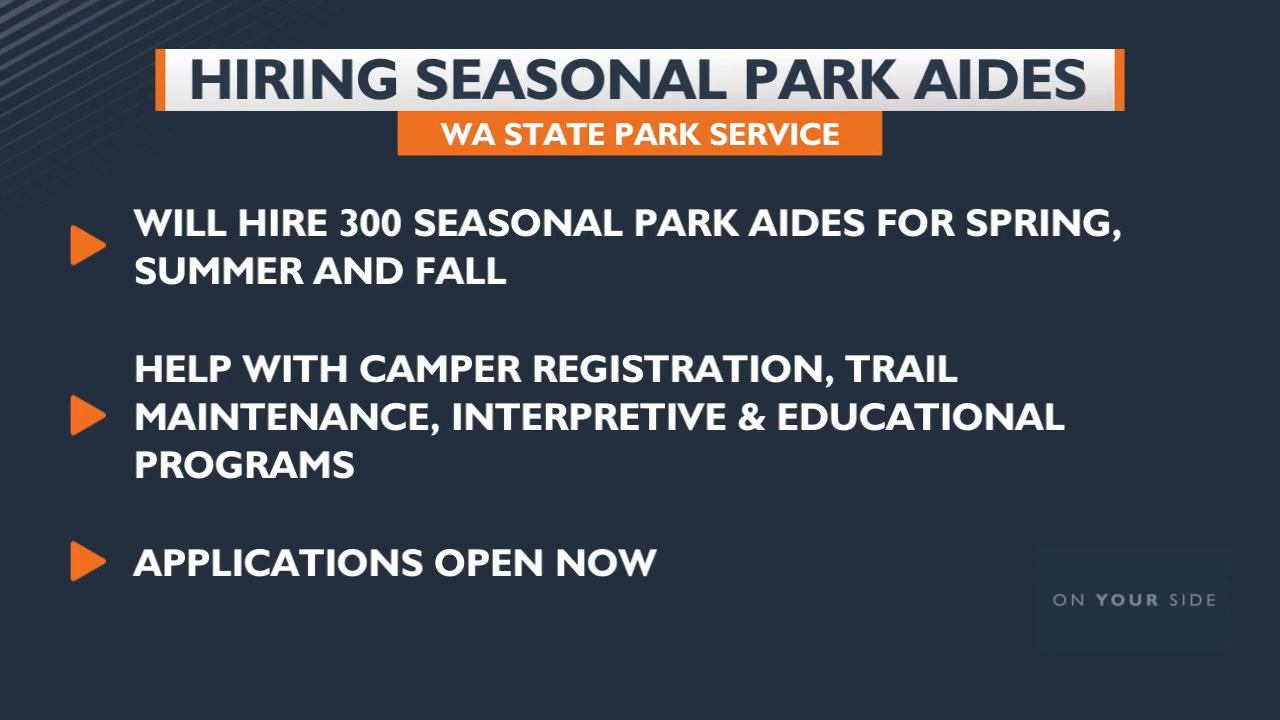 HIRING SEASONAL PARK AIDES
WA STATE PARK SERVICE
WILL HIRE 300 SEASONAL PARK AIDES FOR SPRING,
SUMMER AND FALL
HELP WITH CAMPER REGISTRATION, TRAIL
MAINTENANCE, INTERPRETIVE & EDUCATIONAL
PROGRAMS
APPLICATIONS OPEN NOW
ON YOUR SIDE